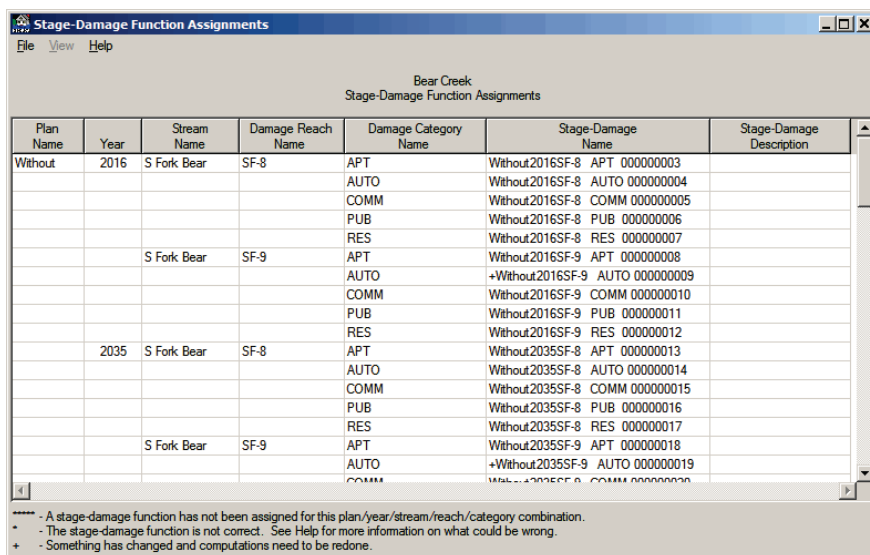 Stage-Damage Function Assignments
File View Help
Bear Creek
Stage-Damage Function Assignments
Plan Name Year Stream Name Damage Reach Name Damage Category Name Stage-Damage Name Stage-Damage Description
Without 2016 S Fork Bear SF-8 APT Without2016SF-8 APT 000000003
AUTO Without2016SF-8 AUTO 000000004
COMM Without2016SF-8 COMM 000000005
PUB Without2016SF-8 PUB 000000006
RES Without2016SF-8 RES 000000007
S Fork Bear SF-9 APT Without2016SF-9 APT 000000008
AUTO +Without2016SF-9 AUTO 000000009
COMM Without2016SF-9 COMM 000000010
PUB Without2016SF-9 PUB 000000011
RES Without2016SF-9 RES 000000012
2035 S Fork Bear SF-8 APT Without2035SF-8 APT 000000013
AUTO Without2035SF-8 AUTO 000000014
COMM Without2035SF-8 COMM 000000015
PUB Without2035SF-8 PUB 000000016
RES Without2035SF-8 RES 000000017
S Fork Bear SF-9 APT Without2035SF-9 APT 000000018
AUTO +Without2035SF-9 AUTO 000000019
***** - A stage-damage function has not been assigned for this plan/year/stream/reach/category combination.
* - The stage-damage function is not correct. See Help for more information on what could be wrong.
+ - Something has changed and computations need to be redone.